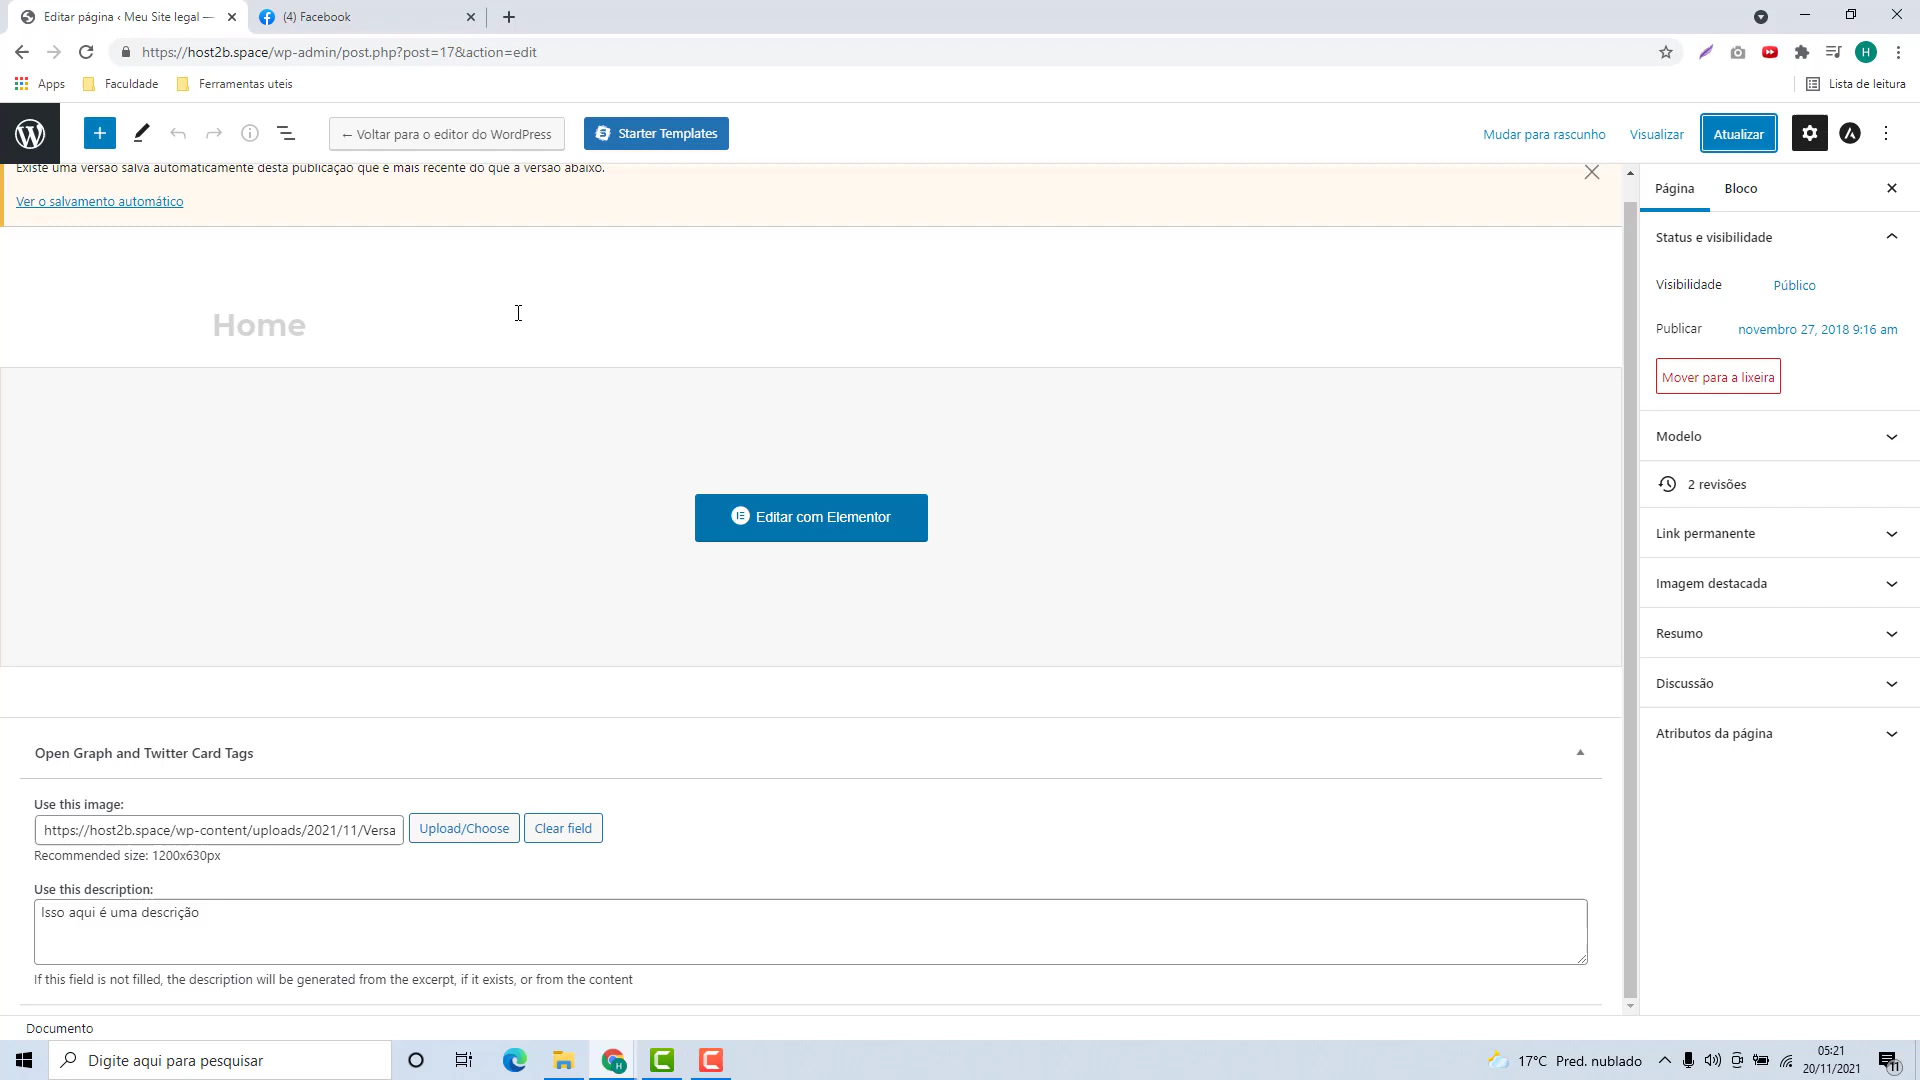 Editar página ‹ Meu Site legal —
(4) Facebook
https://host2b.space/wp-admin/post.php?post=17&action=edit
H
Apps
Faculdade
Ferramentas uteis
Lista de leitura
← Voltar para o editor do WordPress
Starter Templates
Mudar para rascunho
Visualizar
Atualizar
Existe uma versão salva automaticamente desta publicação que é mais recente do que a versão abaixo.
Ver o salvamento automático
Home
Editar com Elementor
Open Graph and Twitter Card Tags
Use this image:
https://host2b.space/wp-content/uploads/2021/11/Versa
Upload/Choose
Clear field
Recommended size: 1200x630px
Use this description:
Isso aqui é uma descrição
If this field is not filled, the description will be generated from the excerpt, if it exists, or from the content
Documento
Página
Bloco
Status e visibilidade
Visibilidade
Público
Publicar
novembro 27, 2018 9:16 am
Mover para a lixeira
Modelo
2 revisões
Link permanente
Imagem destacada
Resumo
Discussão
Atributos da página
Digite aqui para pesquisar
17°C Pred. nublado
05:21
20/11/2021
11